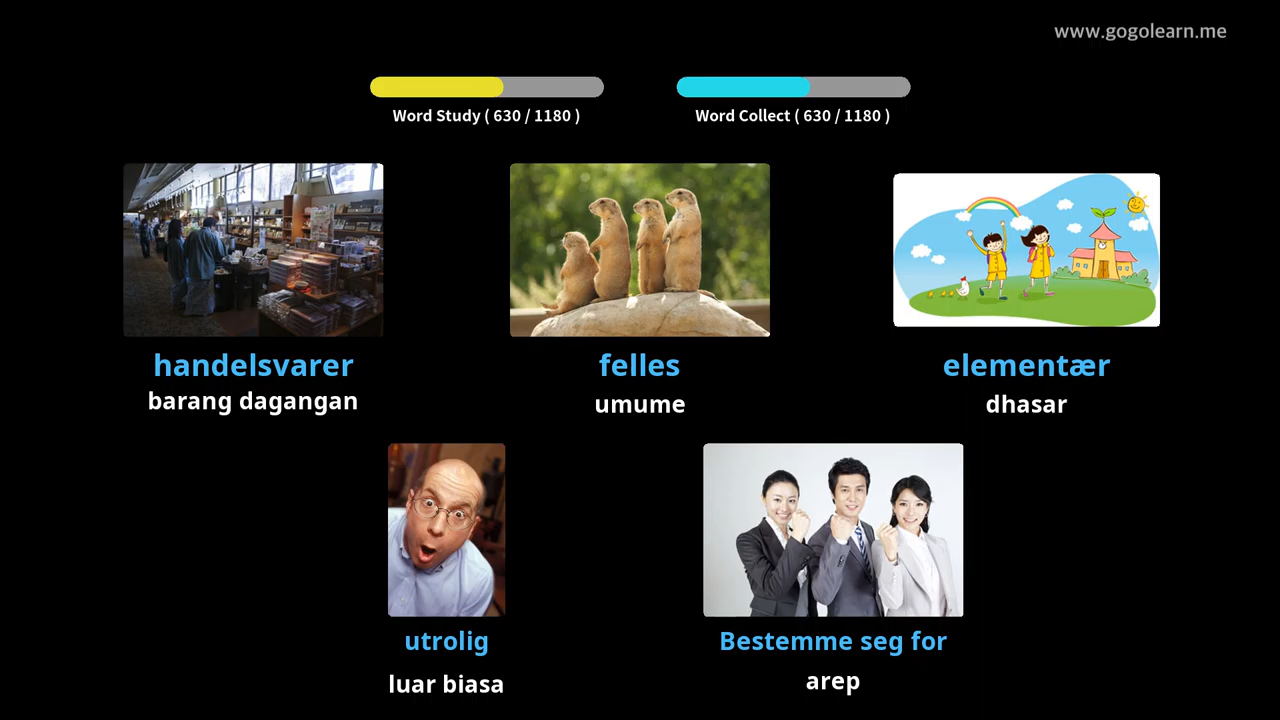 www.gogolearn.me
Word Study ( 630 / 1180 )
Word Collect ( 630 / 1180 )
handelsvarer
barang dagangan
felles
umume
elementær
dhasar
utrolig
luar biasa
Bestemme seg for
arep